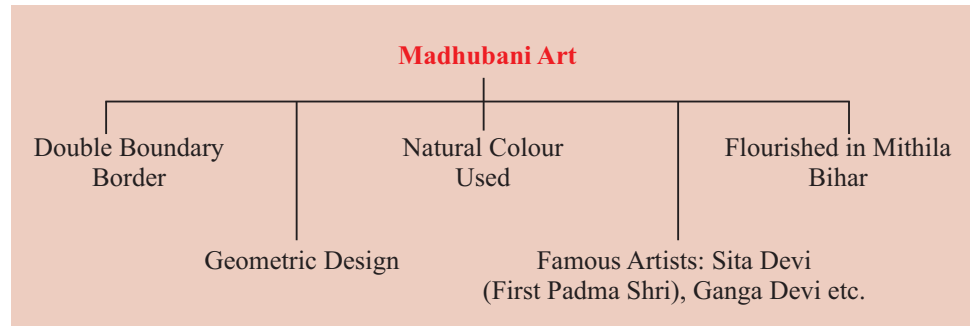 Madhubani Art
Double Boundary
Border
Natural Colour
Used
Flourished in Mithila
Bihar
Geometric Design
Famous Artists: Sita Devi
(First Padma Shri), Ganga Devi etc.